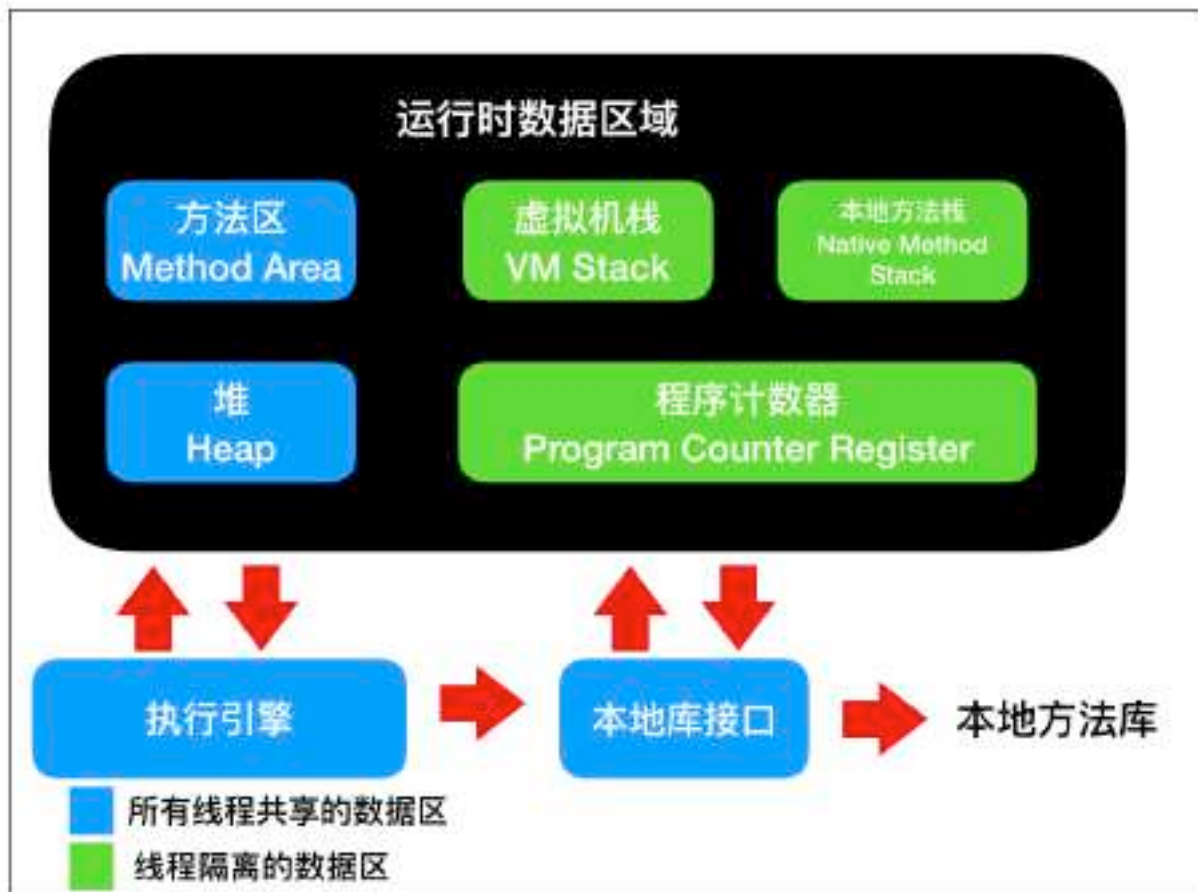 运行时数据区域
方法区
Method Area
虚拟机栈
VM Stack
本地方法栈
Native Method
Stack
堆
Heap
程序计数器
Program Counter Register
执行引擎
本地库接口
本地方法库
所有线程共享的数据区
线程隔离的数据区